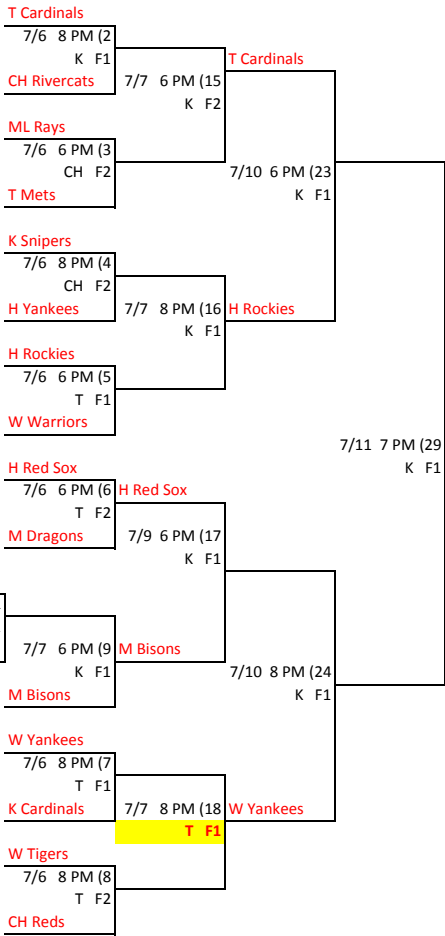 T Cardinals
7/6 8 PM (2
K F1
CH Rivercats
7/7 6 PM (15
K F2
T Cardinals
ML Rays
7/6 6 PM (3
CH F2
T Mets
7/10 6 PM (23
K F1
K Snipers
7/6 8 PM (4
CH F2
H Yankees
7/7 8 PM (16
K F1
H Rockies
H Rockies
7/6 6 PM (5
T F1
W Warriors
7/11 7 PM (29
K F1
H Red Sox
7/6 6 PM (6
T F2
M Dragons
H Red Sox
7/9 6 PM (17
K F1
7/7 6 PM (9
K F1
M Bisons
M Bisons
7/10 8 PM (24
K F1
W Yankees
7/6 8 PM (7
T F1
K Cardinals
7/7 8 PM (18
T F1
W Yankees
W Tigers
7/6 8 PM (8
T F2
CH Reds